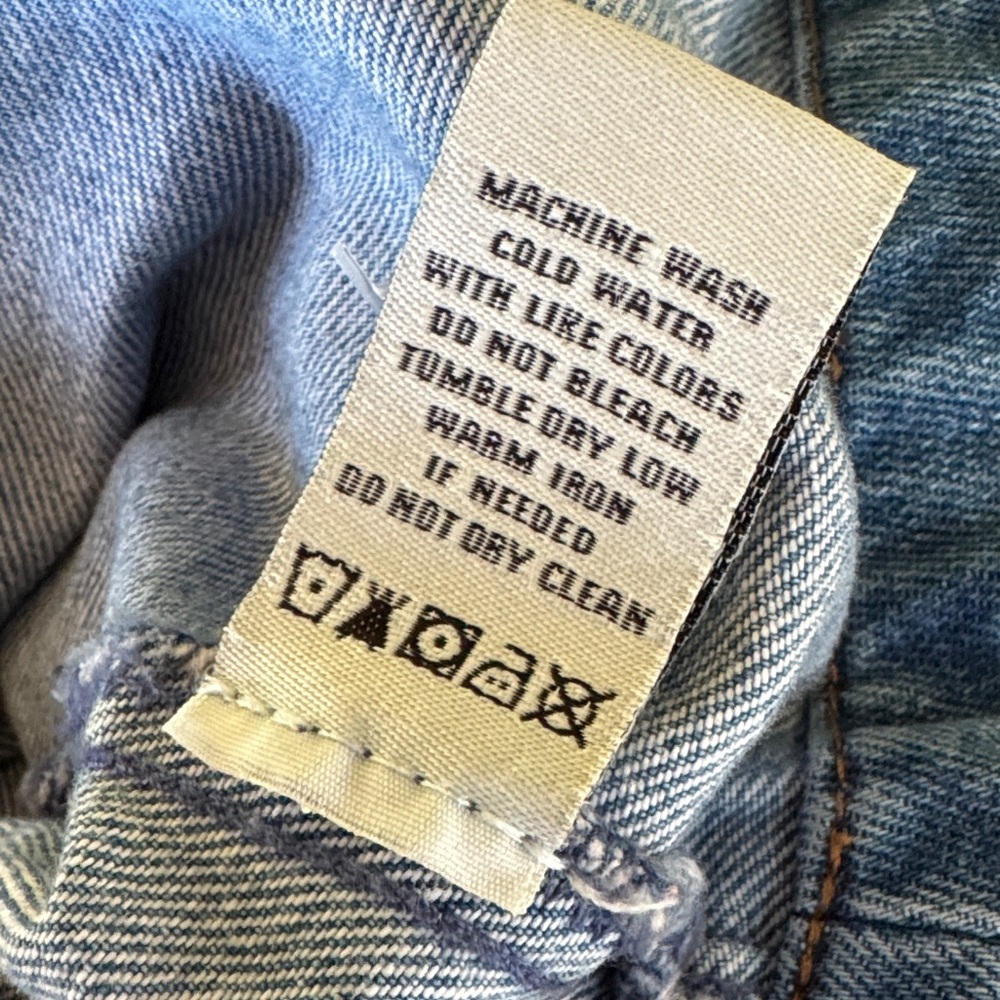 MACHINE WASH
COLD WATER
WITH LIKE COLORS
DO NOT BLEACH
TUMBLE DRY LOW
WARM IRON
IF NEEDED
DO NOT DRY CLEAN